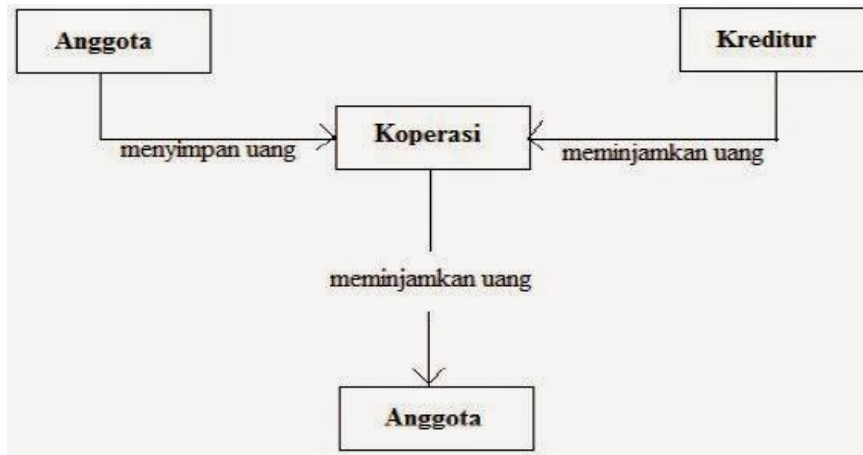 Anggota
Kreditur
Koperasi
menyimpan uang
meminjamkan uang
meminjamkan uang
Anggota